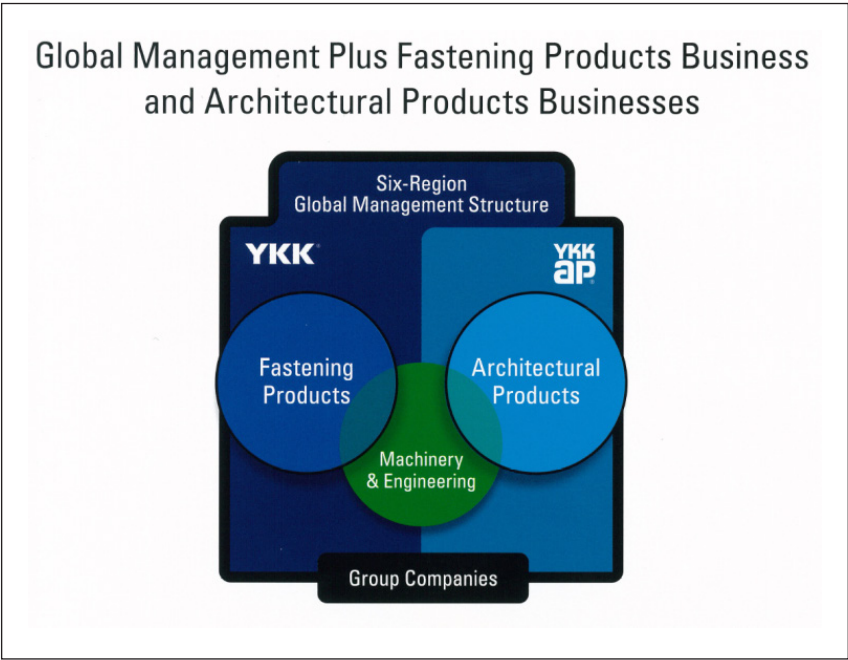 Global Management Plus Fastening Products Business
and Architectural Products Businesses
Six-Region
Global Management Structure
YKK®
YKK
ap®
Fastening
Products
Architectural
Products
Machinery
& Engineering
Group Companies